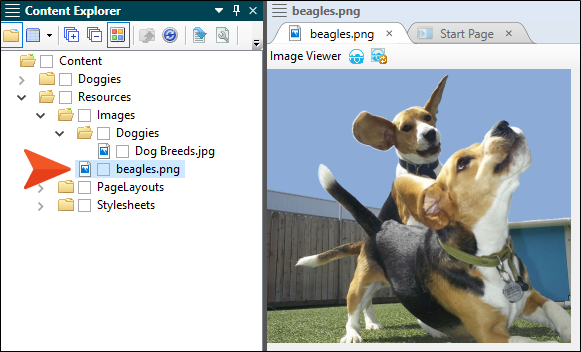 Content Explorer
Content
Doggies
Resources
Images
Doggies
Dog Breeds.jpg
beagles.png
PageLayouts
Stylesheets
beagles.png
beagles.png
Start Page
Image Viewer